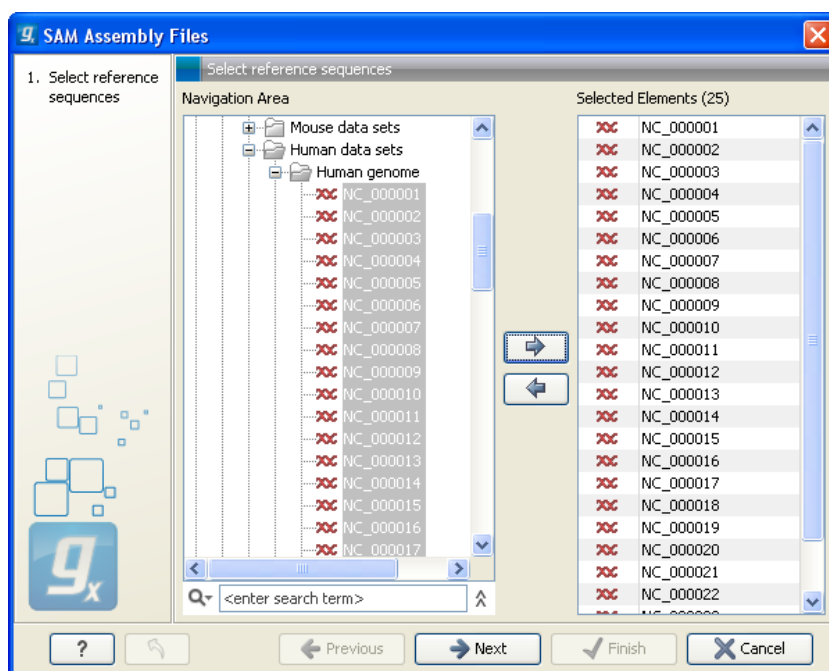 SAM Assembly Files
1. Select reference
sequences
Select reference sequences
Navigation Area
Mouse data sets
Human data sets
Human genome
NC_000001
NC_000002
NC_000003
NC_000004
NC_000005
NC_000006
NC_000007
NC_000008
NC_000009
NC_000010
NC_000011
NC_000012
NC_000013
NC_000014
NC_000015
NC_000016
NC_000017
<enter search term>
Selected Elements (25)
NC_000001
NC_000002
NC_000003
NC_000004
NC_000005
NC_000006
NC_000007
NC_000008
NC_000009
NC_000010
NC_000011
NC_000012
NC_000013
NC_000014
NC_000015
NC_000016
NC_000017
NC_000018
NC_000019
NC_000020
NC_000021
NC_000022
gx
? Previous Next Finish Cancel